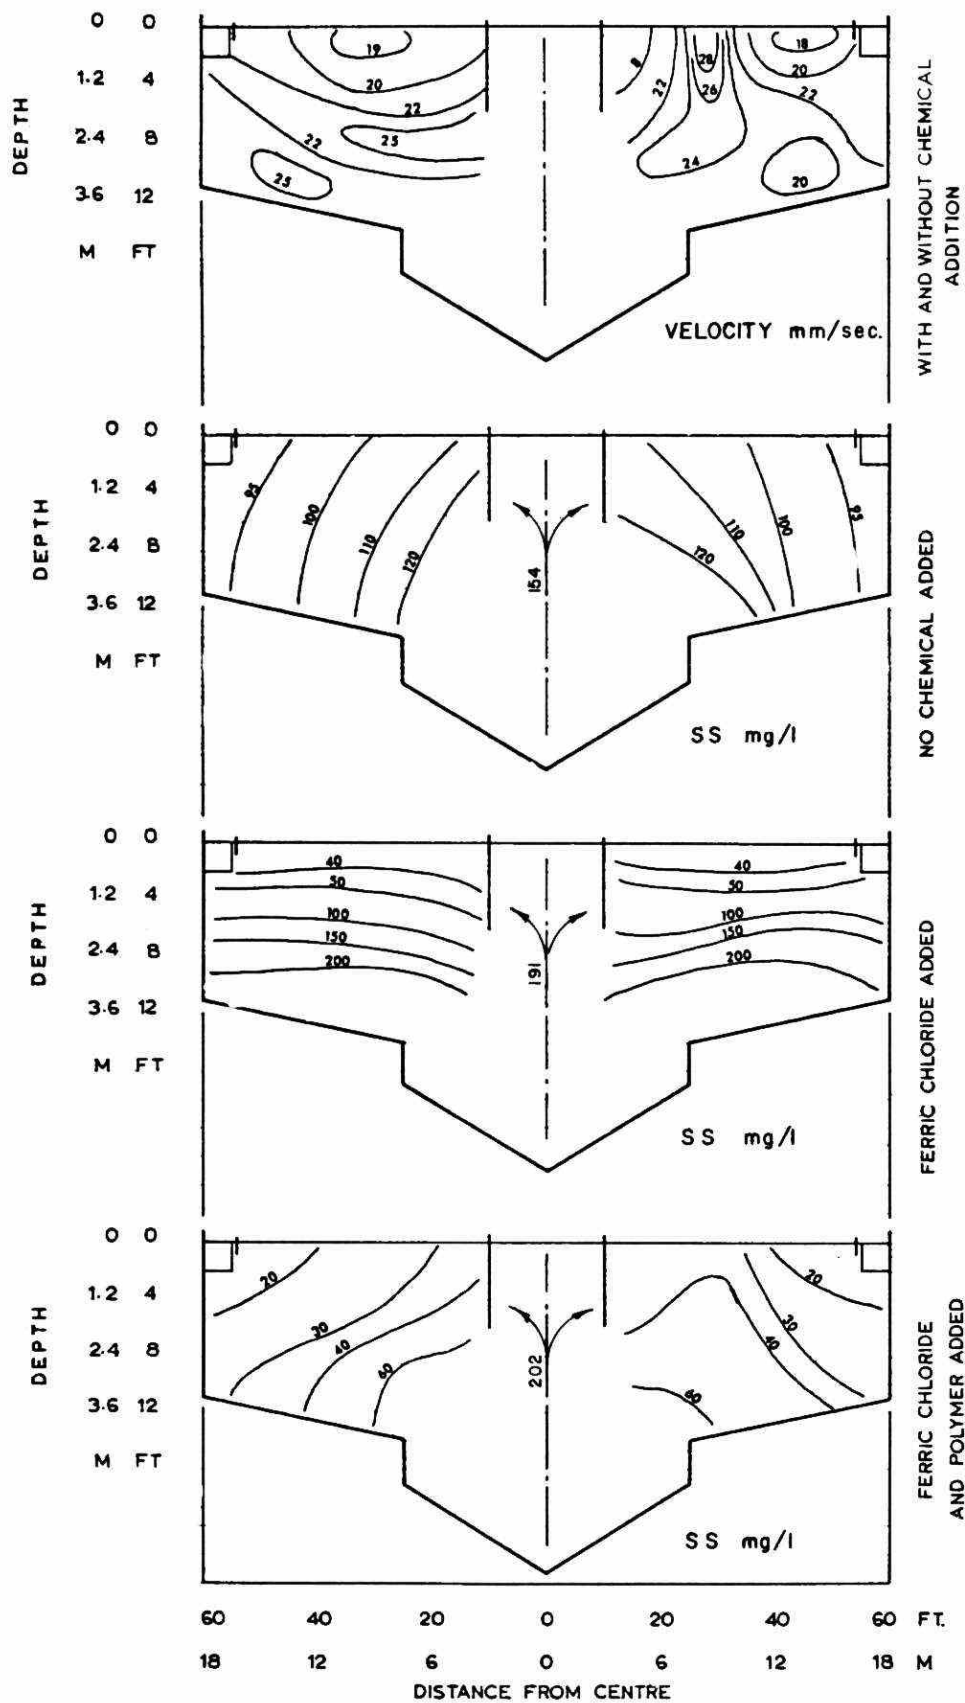 0 0
1·2 4
2·4 8
3·6 12
M FT
DEPTH
19
20
22
25
22
25
8
22
28
26
24
18
20
22
20
VELOCITY mm/sec.
WITH AND WITHOUT CHEMICAL
ADDITION
0 0
1·2 4
2·4 8
3·6 12
M FT
DEPTH
95
100
110
120
154
120
110
100
95
SS mg/l
NO CHEMICAL ADDED
0 0
1·2 4
2·4 8
3·6 12
M FT
DEPTH
40
50
100
150
200
191
40
50
100
150
200
SS mg/l
FERRIC CHLORIDE ADDED
0 0
1·2 4
2·4 8
3·6 12
M FT
DEPTH
20
30
40
60
202
20
30
40
60
SS mg/l
FERRIC CHLORIDE
AND POLYMER ADDED
60 40 20 0 20 40 60 FT.
18 12 6 0 6 12 18 M
DISTANCE FROM CENTRE